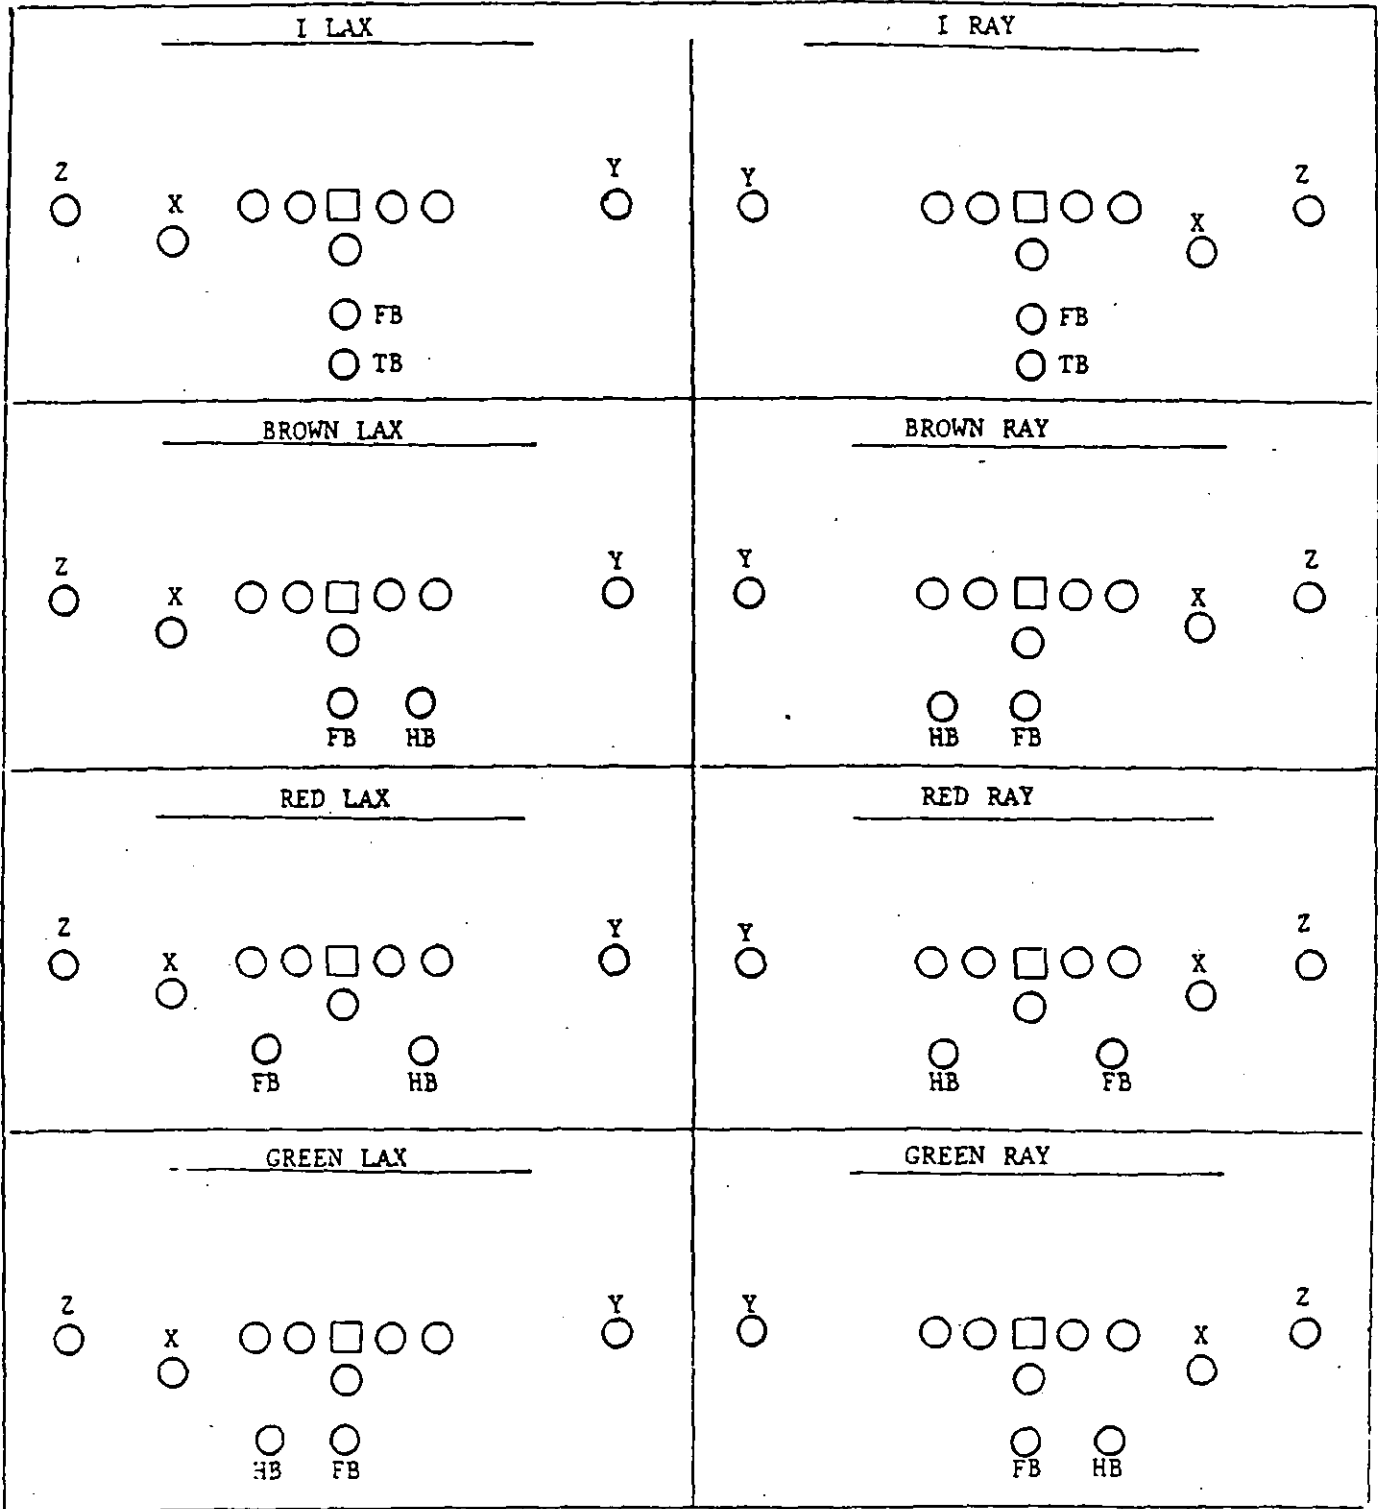 I LAX
Z
X
Y
FB
TB
I RAY
Y
X
Z
FB
TB
BROWN LAX
Z
X
Y
FB HB
BROWN RAY
Y
X
Z
HB FB
RED LAX
Z
X
Y
FB HB
RED RAY
Y
X
Z
HB FB
GREEN LAX
Z
X
Y
HB FB
GREEN RAY
Y
X
Z
FB HB